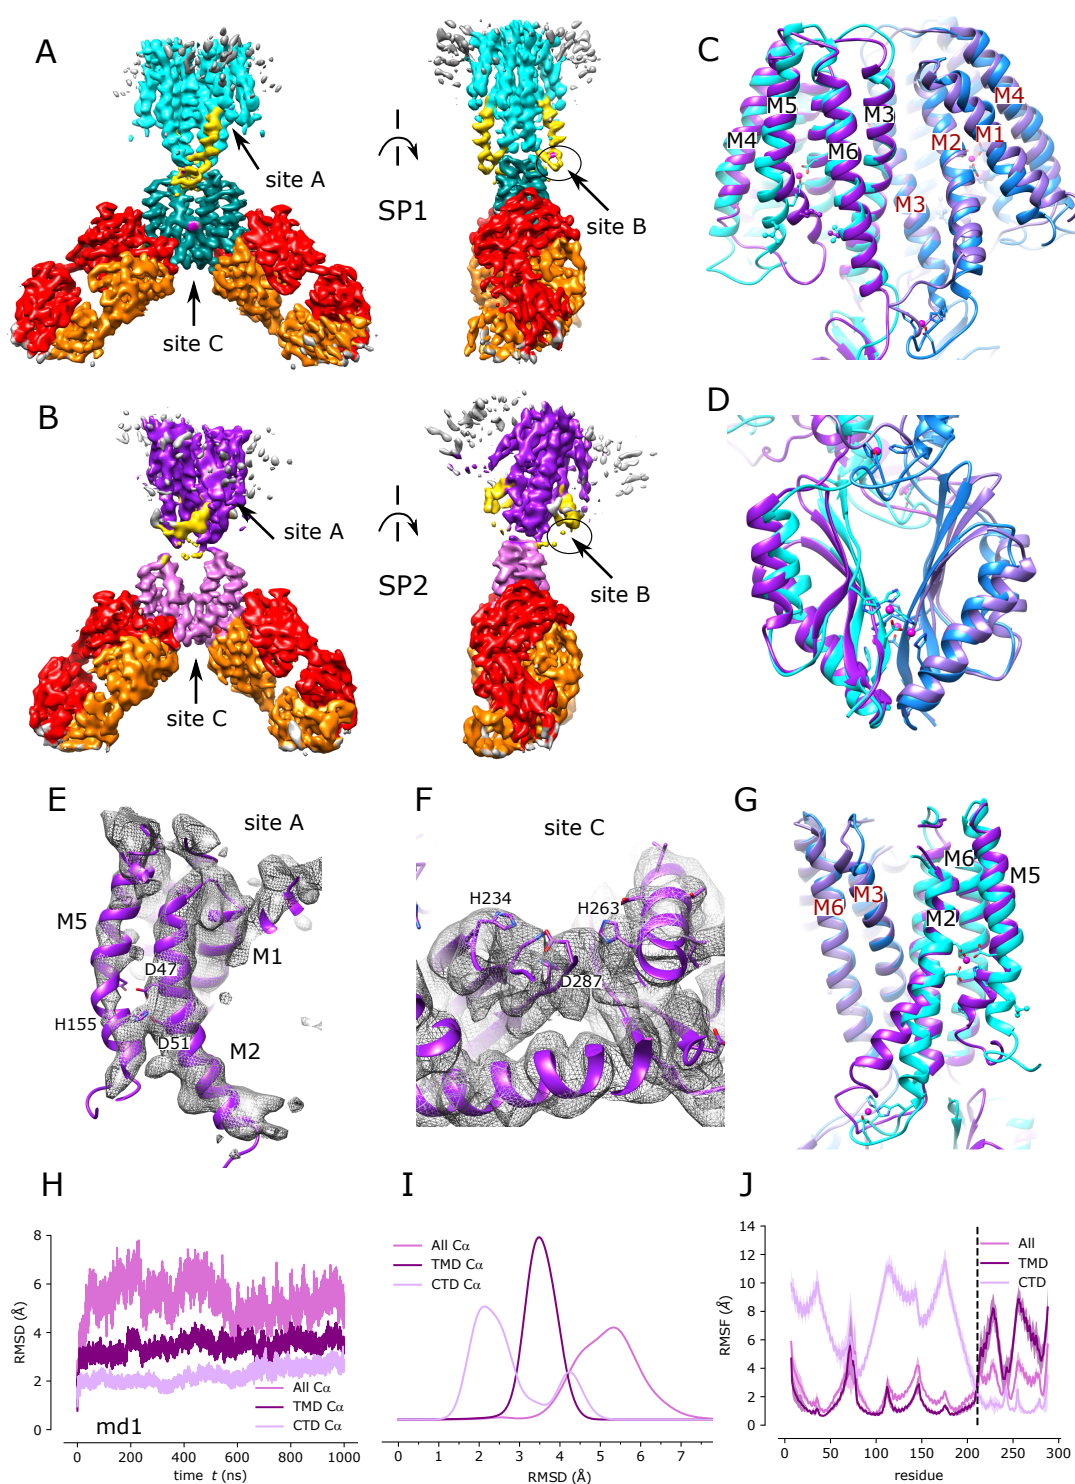 A
site A
site C
SP1
site B
B
site A
site C
SP2
site B
C
M5
M4
M3
M6
M4
M1
M2
M3
D
E
site A
M5
M1
D47
H155
D51
M2
F
site C
H234
H263
D287
G
M6
M5
M3
M6
M2
H
8
6
4
2
0
RMSD (Å)
All Cα
TMD Cα
CTD Cα
md1
0 200 400 600 800 1000
time t (ns)
I
All Cα
TMD Cα
CTD Cα
0 1 2 3 4 5 6 7
RMSD (Å)
J
14
12
10
8
6
4
2
0
RMSF (Å)
All
TMD
CTD
0 50 100 150 200 250 300
residue